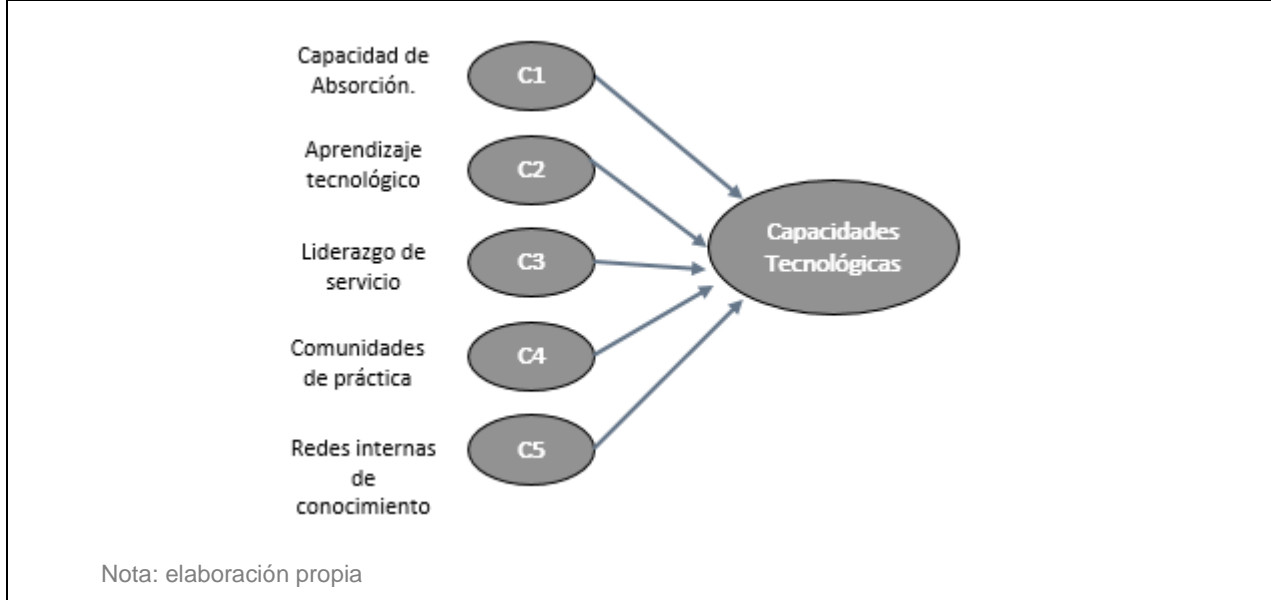 Capacidad de
Absorción.
C1
Aprendizaje
tecnológico
C2
Liderazgo de
servicio
C3
Comunidades
de práctica
C4
Redes internas
de
conocimiento
C5
Capacidades
Tecnológicas
Nota: elaboración propia